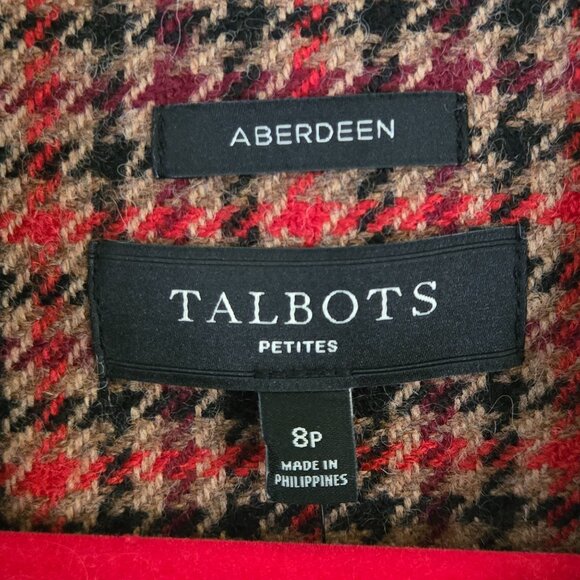 ABERDEEN
TALBOTS
PETITES
8P
MADE IN
PHILIPPINES